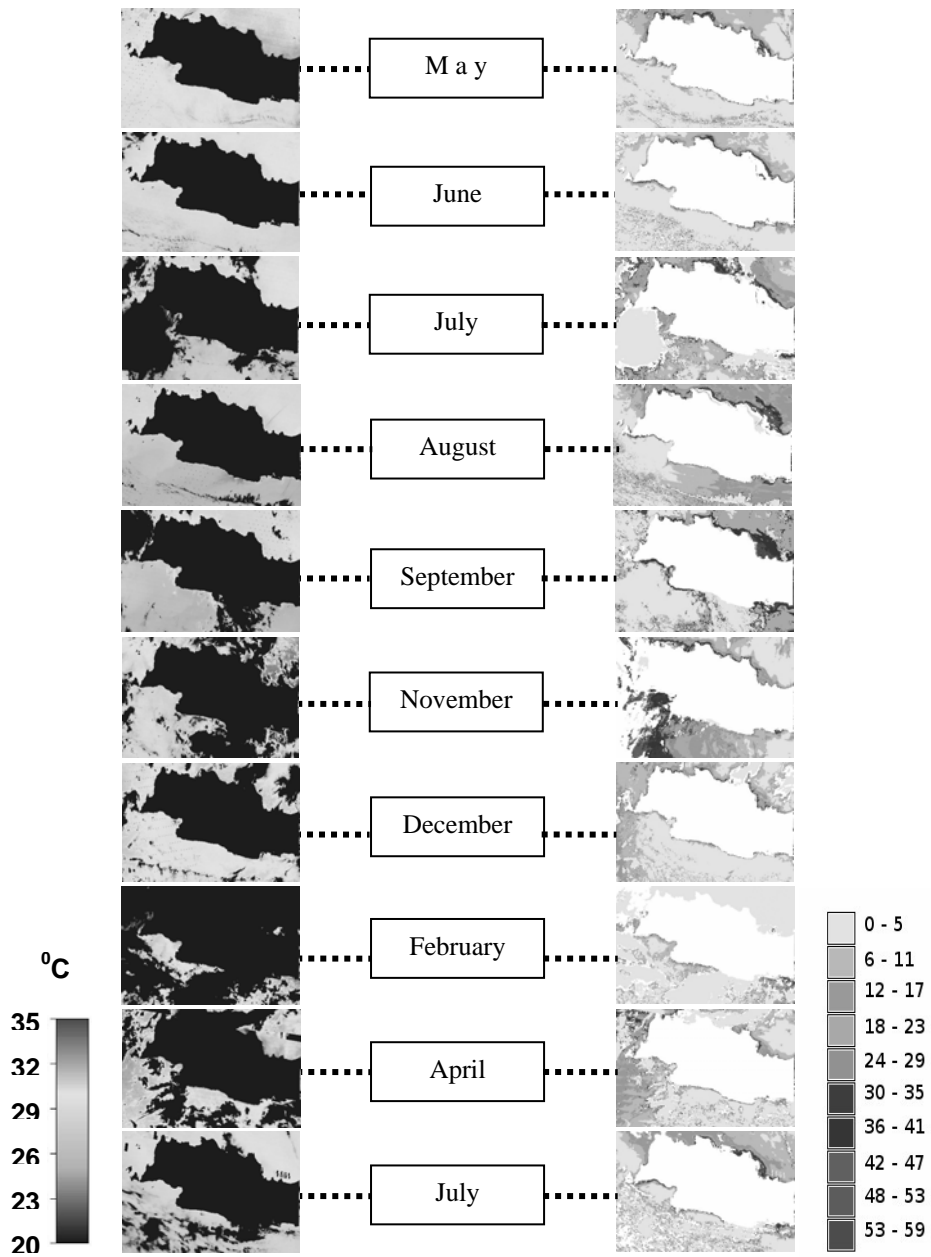 M a y
June
July
August
September
November
December
February
April
July
⁰C
35
32
29
26
23
20
0 - 5
6 - 11
12 - 17
18 - 23
24 - 29
30 - 35
36 - 41
42 - 47
48 - 53
53 - 59